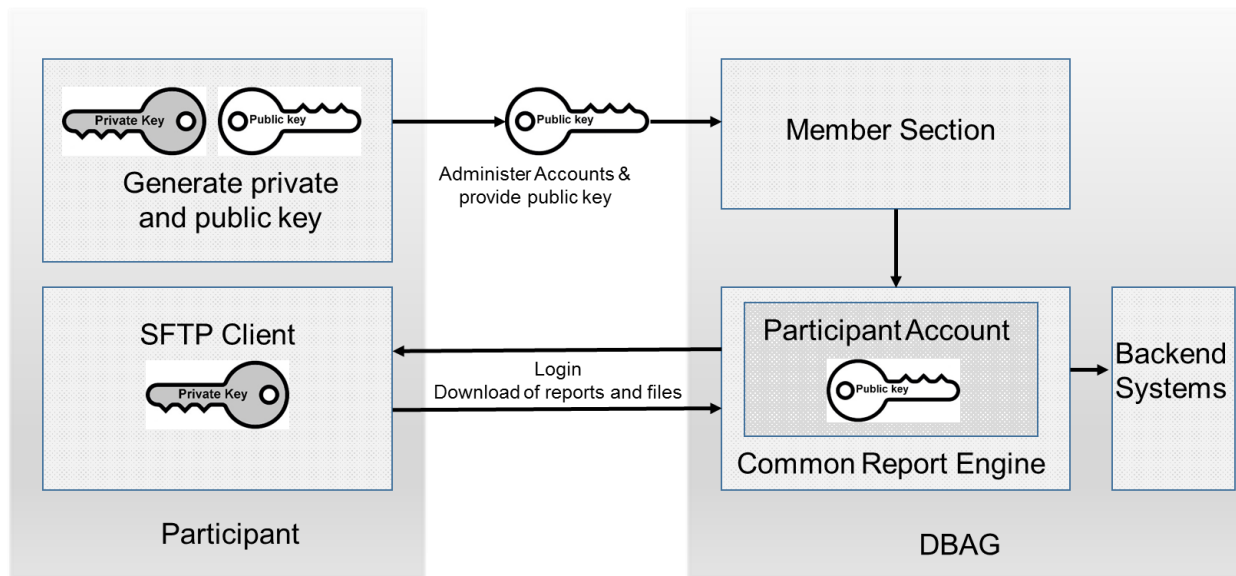 Private Key
Public key
Generate private
and public key
Public key
Administer Accounts &
provide public key
Member Section
SFTP Client
Private Key
Login
Download of reports and files
Participant Account
Public key
Common Report Engine
Backend
Systems
Participant
DBAG